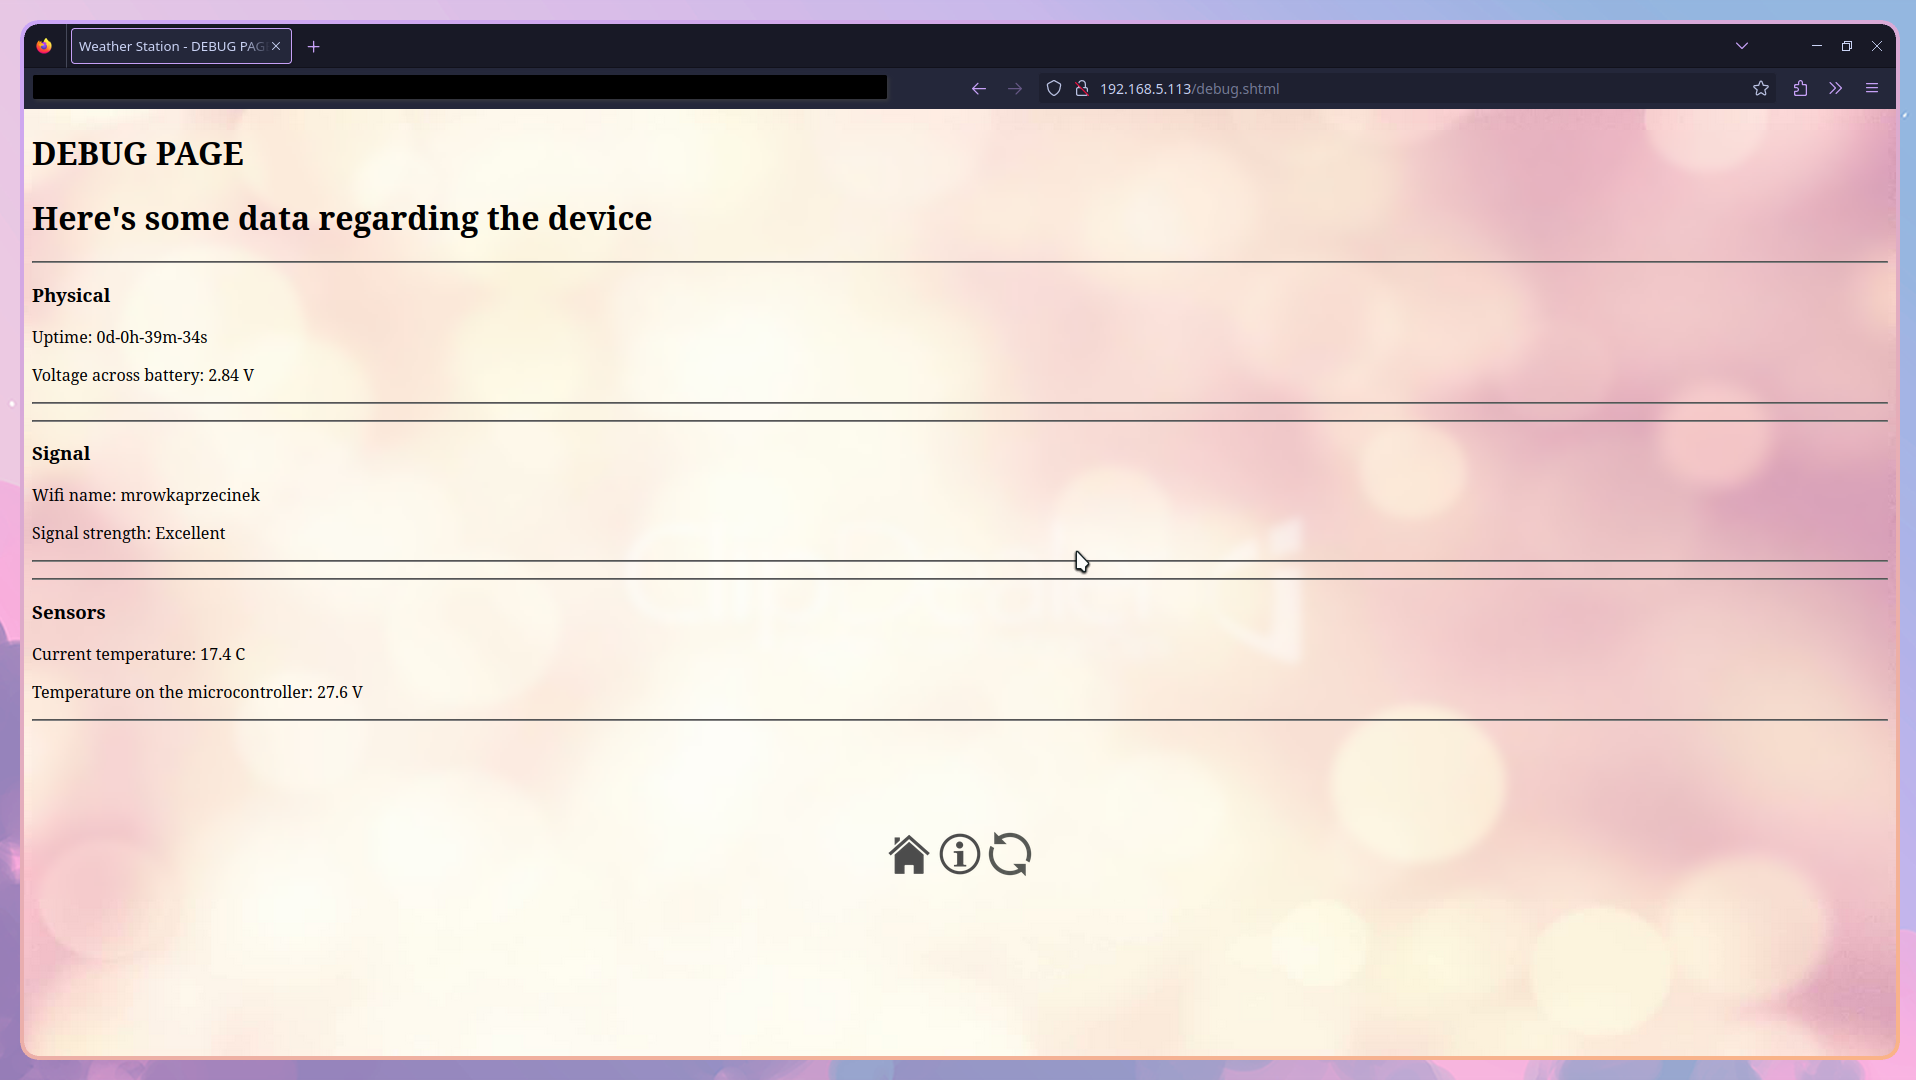 Weather Station - DEBUG PAG
192.168.5.113/debug.shtml
DEBUG PAGE
Here's some data regarding the device
Physical
Uptime: 0d-0h-39m-34s
Voltage across battery: 2.84 V
Signal
Wifi name: mrowkaprzecinek
Signal strength: Excellent
Sensors
Current temperature: 17.4 C
Temperature on the microcontroller: 27.6 V